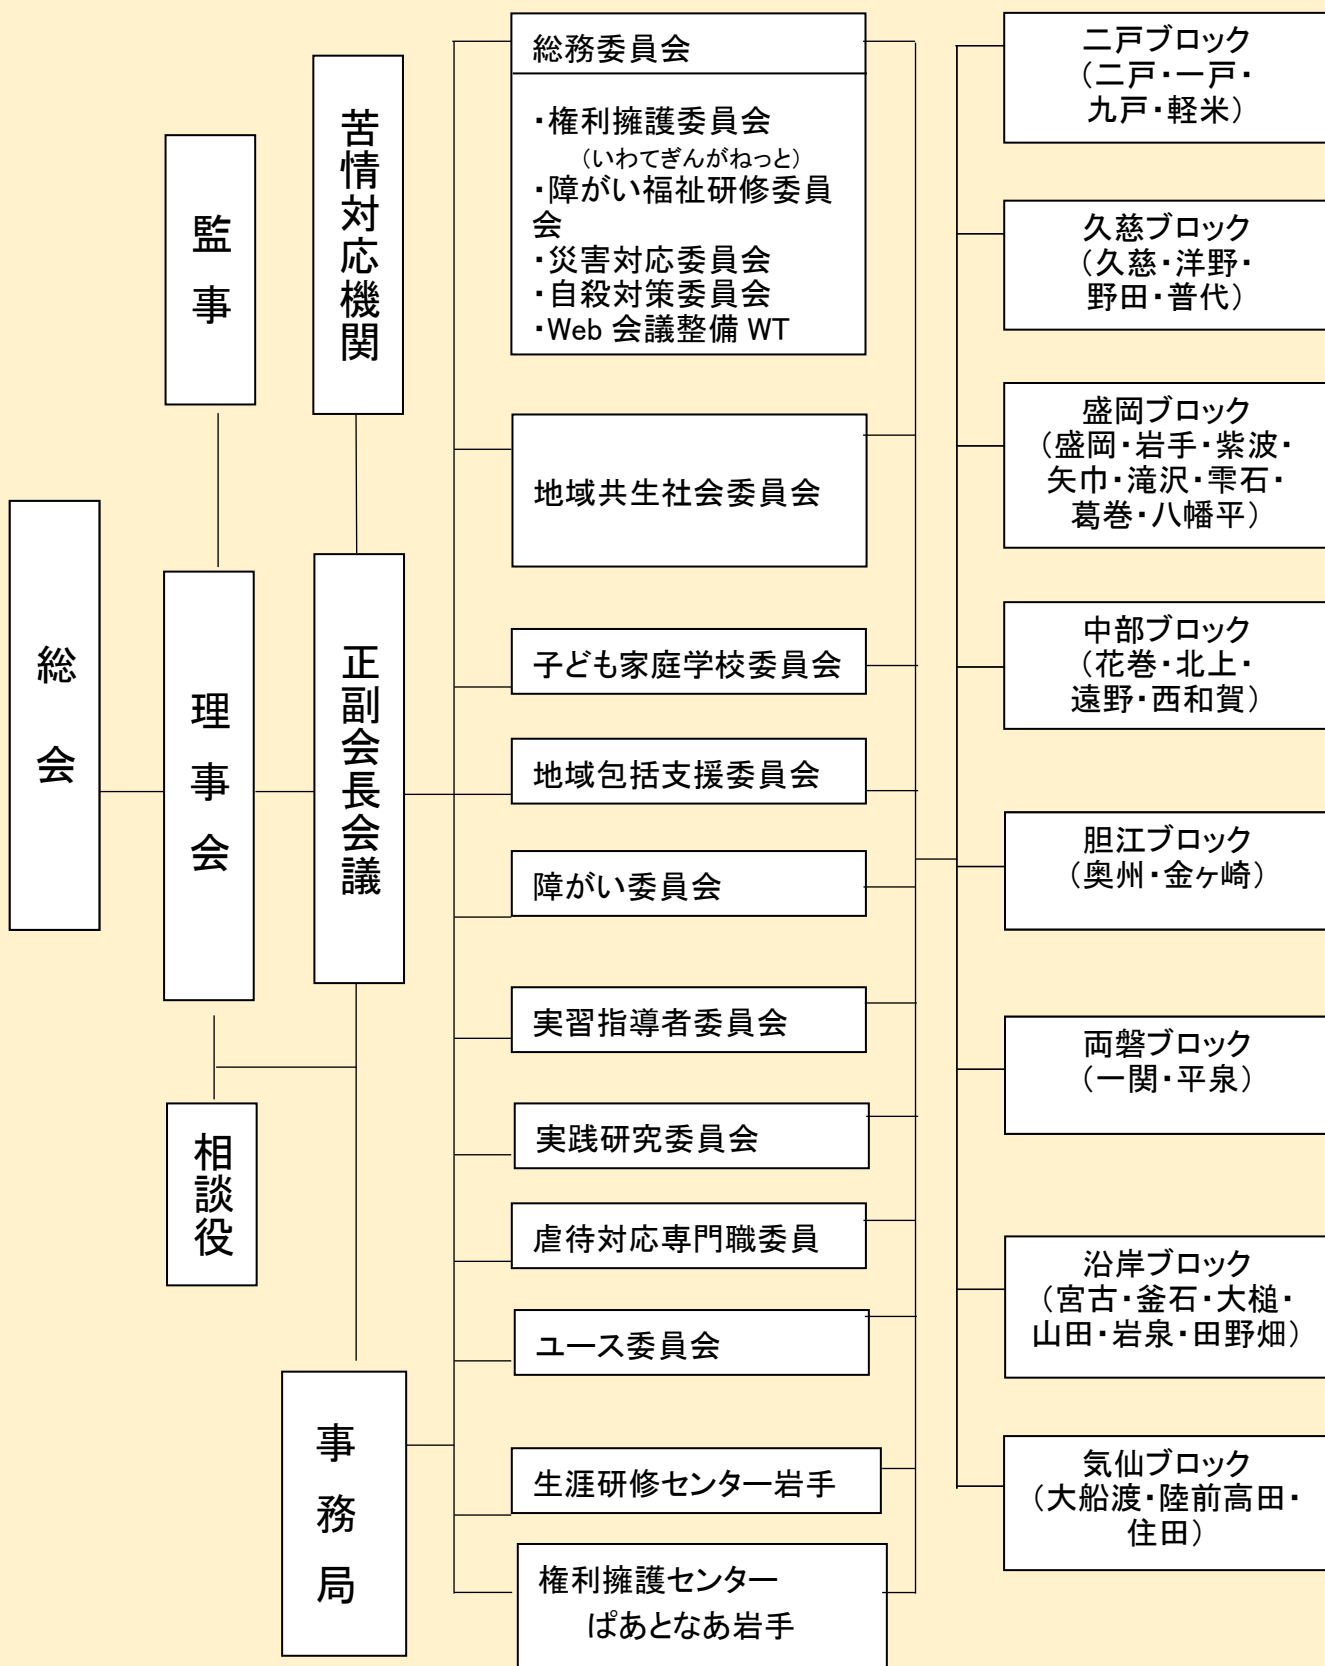 総会
監事
理事会
相談役
苦情対応機関
正副会長会議
事務局
総務委員会
・権利擁護委員会
（いわてぎんがねっと）
・障がい福祉研修委員
会
・災害対応委員会
・自殺対策委員会
・Web 会議整備 WT
地域共生社会委員会
子ども家庭学校委員会
地域包括支援委員会
障がい委員会
実習指導者委員会
実践研究委員会
虐待対応専門職委員
ユース委員会
生涯研修センター岩手
権利擁護センター
ぱあとなあ岩手
二戸ブロック
（二戸・一戸・
九戸・軽米）
久慈ブロック
（久慈・洋野・
野田・普代）
盛岡ブロック
（盛岡・岩手・紫波・
矢巾・滝沢・雫石・
葛巻・八幡平）
中部ブロック
（花巻・北上・
遠野・西和賀）
胆江ブロック
（奥州・金ヶ崎）
両磐ブロック
（一関・平泉）
沿岸ブロック
（宮古・釜石・大槌・
山田・岩泉・田野畑）
気仙ブロック
（大船渡・陸前高田・
住田）